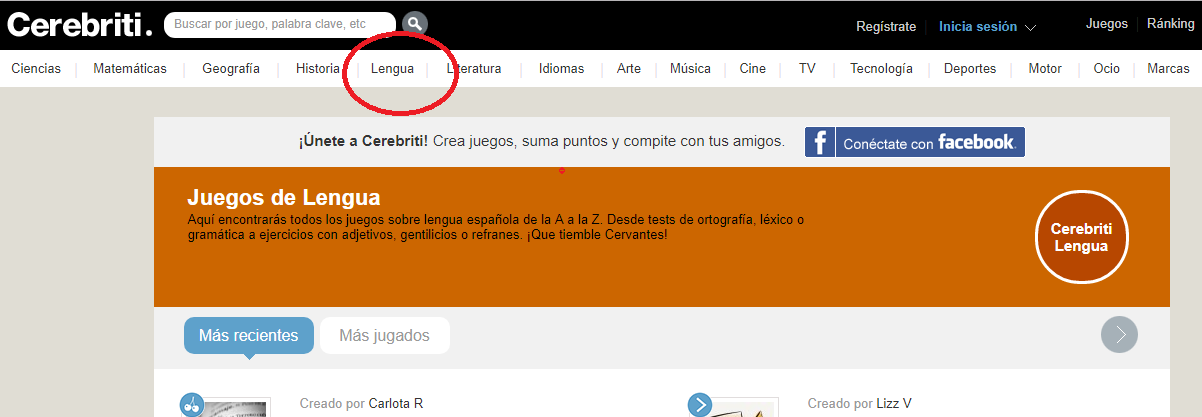 Cerebriti.
Buscar por juego, palabra clave, etc
Regístrate
Inicia sesión
Juegos
Ránking
Ciencias
Matemáticas
Geografía
Historia
Lengua
Literatura
Idiomas
Arte
Música
Cine
TV
Tecnología
Deportes
Motor
Ocio
Marcas
¡Únete a Cerebriti! Crea juegos, suma puntos y compite con tus amigos.
f Conéctate con facebook.
Juegos de Lengua
Aquí encontrarás todos los juegos sobre lengua española de la A a la Z. Desde tests de ortografía, léxico o
gramática a ejercicios con adjetivos, gentilicios o refranes. ¡Que tiemble Cervantes!
Cerebriti
Lengua
Más recientes
Más jugados
Creado por Carlota R
Creado por Lizz V